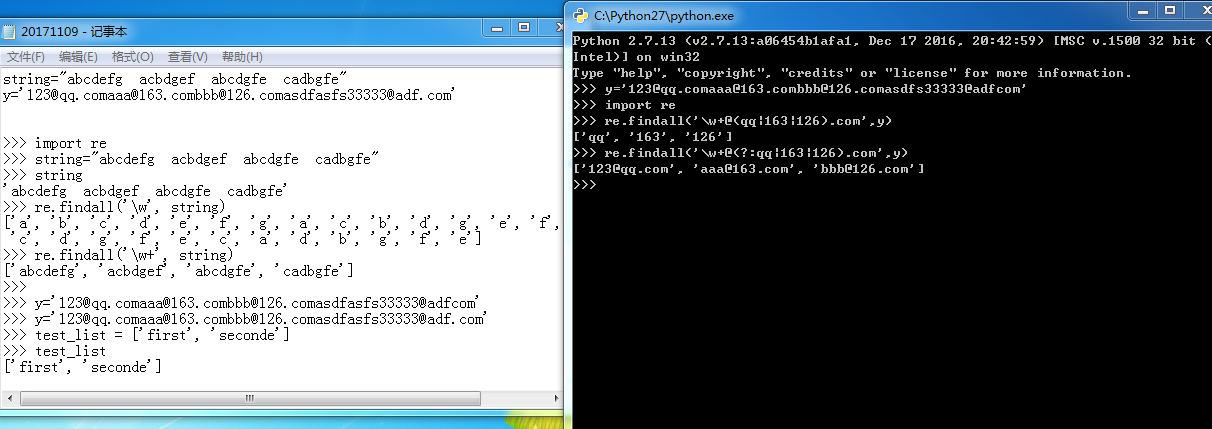 20171109 - 记事本
文件(F) 编辑(E) 格式(O) 查看(V) 帮助(H)
string="abcdefg  acbdgef  abcdgfe  cadbgfe"
y='123@qq.comaaa@163.combbb@126.comasdfasfs33333@adf.com'
>>> import re
>>> string="abcdefg  acbdgef  abcdgfe  cadbgfe"
>>> string
'abcdefg  acbdgef  abcdgfe  cadbgfe'
>>> re.findall('\w', string)
['a', 'b', 'c', 'd', 'e', 'f', 'g', 'a', 'c', 'b', 'd', 'g', 'e', 'f',
'c', 'd', 'g', 'f', 'e', 'c', 'a', 'd', 'b', 'g', 'f', 'e']
>>> re.findall('\w+', string)
['abcdefg', 'acbdgef', 'abcdgfe', 'cadbgfe']
>>>
>>> y='123@qq.comaaa@163.combbb@126.comasdfasfs33333@adfcom'
>>> y='123@qq.comaaa@163.combbb@126.comasdfasfs33333@adf.com'
>>> test_list = ['first', 'seconde']
>>> test_list
['first', 'seconde']
C:\Python27\python.exe
Python 2.7.13 (v2.7.13:a06454b1afa1, Dec 17 2016, 20:42:59) [MSC v.1500 32 bit (
Intel)] on win32
Type "help", "copyright", "credits" or "license" for more information.
>>> y='123@qq.comaaa@163.combbb@126.comasdfs33333@adfcom'
>>> import re
>>> re.findall('\w+@(qq|163|126).com',y)
['qq', '163', '126']
>>> re.findall('\w+@(?:qq|163|126).com',y)
['123@qq.com', 'aaa@163.com', 'bbb@126.com']
>>>